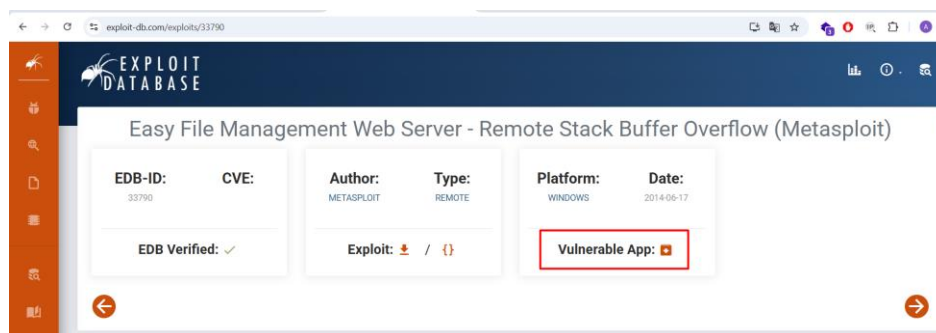 exploit-db.com/exploits/33790
EXPLOIT
DATABASE
Easy File Management Web Server - Remote Stack Buffer Overflow (Metasploit)
EDB-ID:
33790
CVE:
Author:
METASPLOIT
Type:
REMOTE
Platform:
WINDOWS
Date:
2014-06-17
EDB Verified:
Exploit: / {}
Vulnerable App: